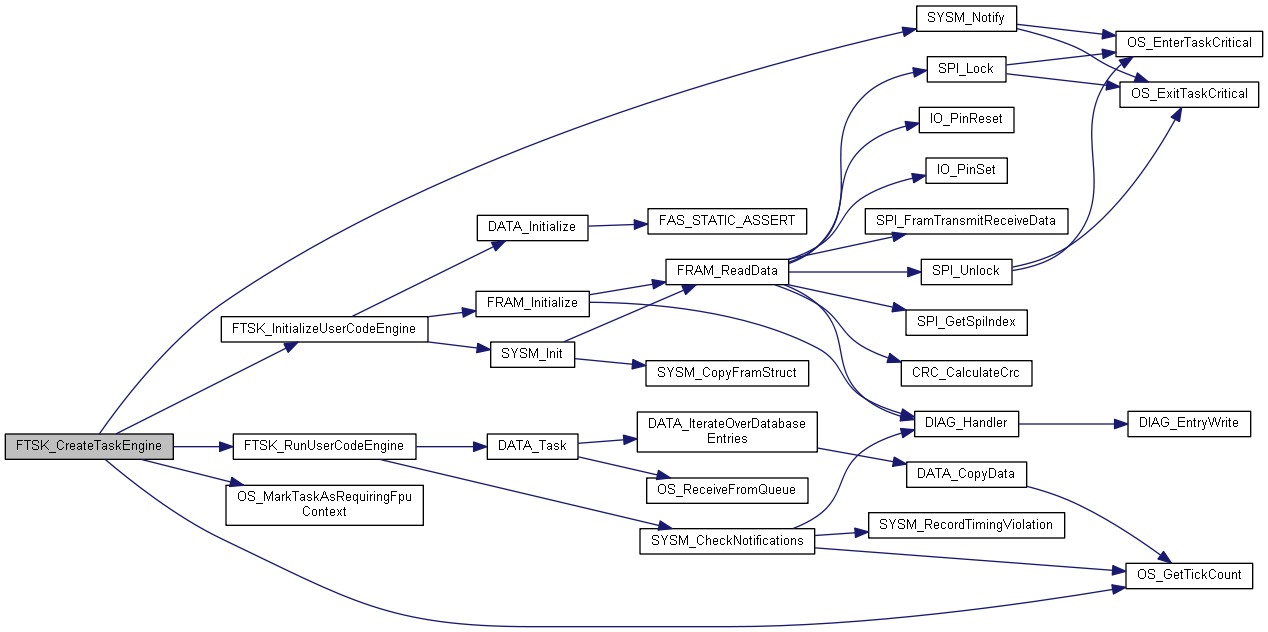 SYSM_Notify
OS_EnterTaskCritical
SPI_Lock
OS_ExitTaskCritical
IO_PinReset
IO_PinSet
SPI_FramTransmitReceiveData
FAS_STATIC_ASSERT
DATA_Initialize
FRAM_ReadData
SPI_Unlock
FRAM_Initialize
SPI_GetSpiIndex
FTSK_InitializeUserCodeEngine
SYSM_Init
SYSM_CopyFramStruct
CRC_CalculateCrc
DATA_IterateOverDatabase
Entries
DIAG_Handler
DIAG_EntryWrite
FTSK_CreateTaskEngine
FTSK_RunUserCodeEngine
DATA_Task
DATA_CopyData
OS_MarkTaskAsRequiringFpu
Context
OS_ReceiveFromQueue
SYSM_RecordTimingViolation
SYSM_CheckNotifications
OS_GetTickCount